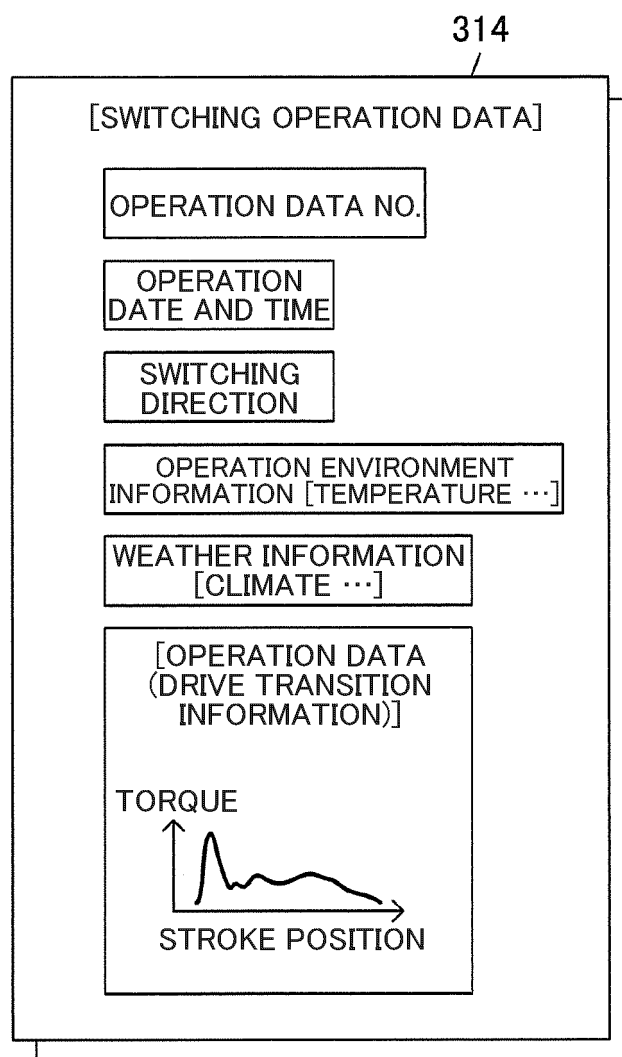 314
[SWITCHING OPERATION DATA]
OPERATION DATA NO.
OPERATION
DATE AND TIME
SWITCHING
DIRECTION
OPERATION ENVIRONMENT
INFORMATION [TEMPERATURE ···]
WEATHER INFORMATION
[CLIMATE ···]
[OPERATION DATA
(DRIVE TRANSITION
INFORMATION)]
TORQUE
STROKE POSITION